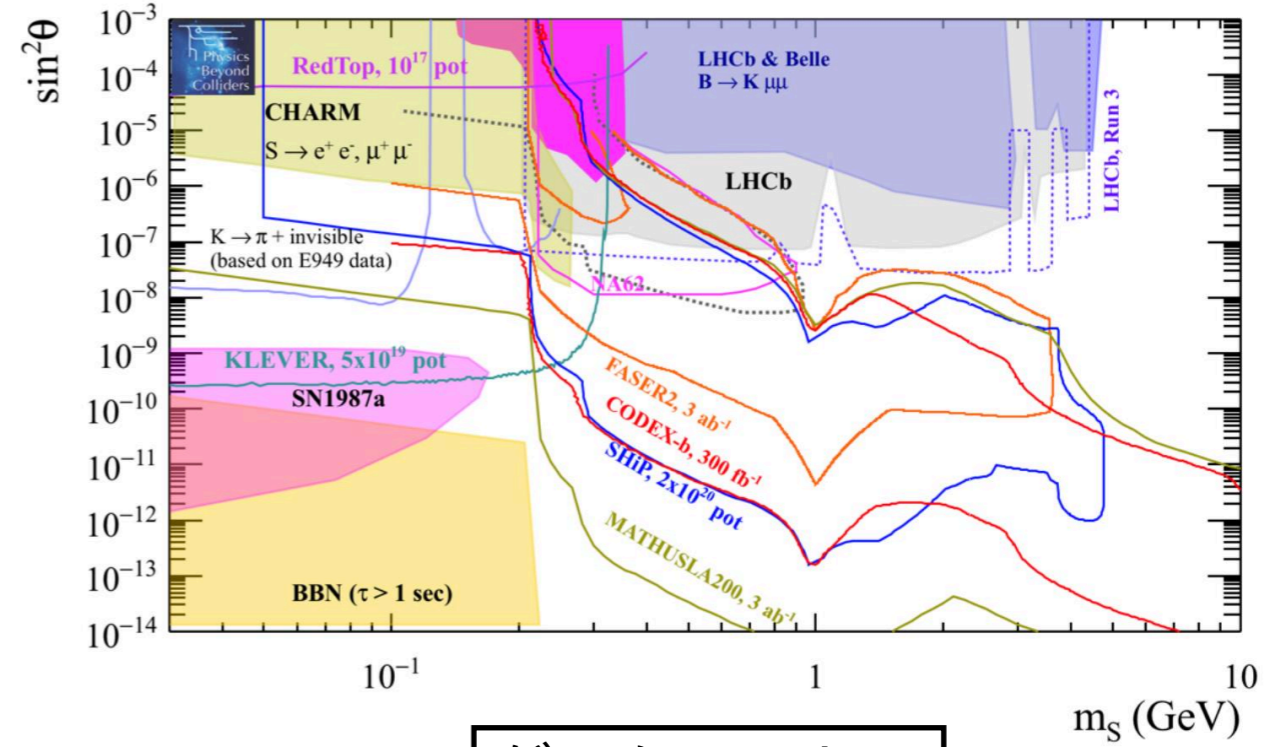 sin²θ
10⁻³
10⁻⁴
10⁻⁵
10⁻⁶
10⁻⁷
10⁻⁸
10⁻⁹
10⁻¹⁰
10⁻¹¹
10⁻¹²
10⁻¹³
10⁻¹⁴
Physics
Beyond
Colliders
RedTop, 10¹⁷ pot
LHCb & Belle
B → K μμ
CHARM
S → e⁺ e⁻, μ⁺ μ⁻
LHCb
LHCb, Run 3
K → π + invisible
(based on E949 data)
NA62
KLEVER, 5x10¹⁹ pot
SN1987a
FASER2, 3 ab⁻¹
CODEX-b, 300 fb⁻¹
SHiP, 2x10²⁰ pot
MATHUSLA200, 3 ab⁻¹
BBN (τ > 1 sec)
10⁻¹
1
10
m_S (GeV)